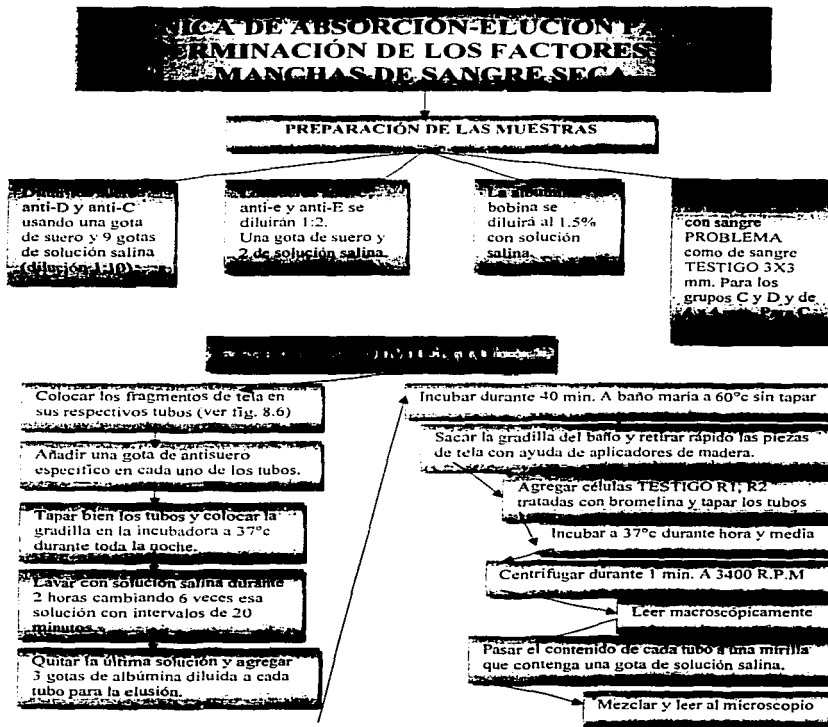 NICA DE ABSORCIÓN-ELUCIÓN
ERMINACIÓN DE LOS FACTORES
MANCHAS DE SANGRE SECA
PREPARACIÓN DE LAS MUESTRAS
anti-D y anti-C
usando una gota
de suero y 9 gotas
de solución salina
(dilución 1:10)
anti-e y anti-E se
diluirán 1:2.
Una gota de suero y
2 de solución salina.
La
bobina se
diluirá al 1.5%
con solución
salina.
con sangre
PROBLEMA
como de sangre
TESTIGO 3X3
mm. Para los
grupos C y D y de
Colocar los fragmentos de tela en
sus respectivos tubos (ver fig. 8.6)
Añadir una gota de antisuero
especifico en cada uno de los tubos.
Tapar bien los tubos y colocar la
gradilla en la incubadora a 37°c
durante toda la noche.
Lavar con solución salina durante
2 horas cambiando 6 veces esa
solución con intervalos de 20
minutos
Quitar la última solución y agregar
3 gotas de albúmina diluida a cada
tubo para la elusión.
Incubar durante 40 min. A baño maria a 60°c sin tapar
Sacar la gradilla del baño y retirar rápido las piezas
de tela con ayuda de aplicadores de madera.
Agregar células TESTIGO R1, R2
tratadas con bromelina y tapar los tubos
Incubar a 37°c durante hora y media
Centrifugar durante 1 min. A 3400 R.P.M
Leer macroscópicamente
Pasar el contenido de cada tubo a una mirilla
que contenga una gota de solución salina.
Mezclar y leer al microscopio